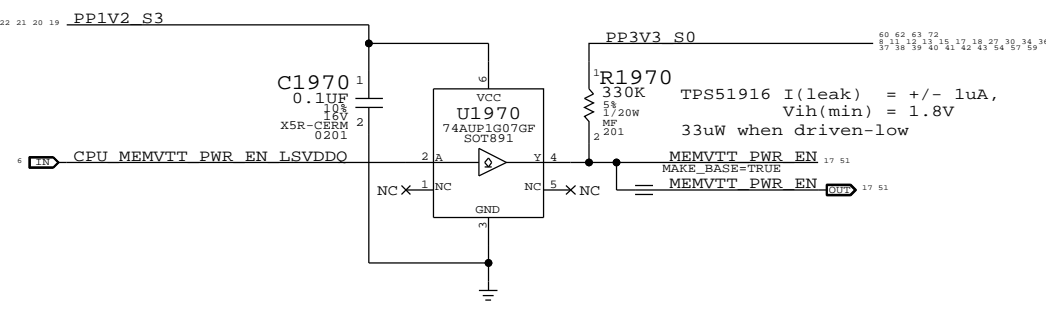 22 21 20 19 PP1V2_S3
PP3V3_S0
60 62 63 72
8 11 12 13 15 17 18 27 30 34 36
37 38 39 40 41 42 43 54 57 59
C1970
0.1UF
10%
16V
X5R-CERM
0201
1
2
6
VCC
U1970
74AUP1G07GF
SOT891
1
R1970
330K
5%
1/20W
MF
201
2
TPS51916 I(leak) = +/- 1uA,
Vih(min) = 1.8V
33uW when driven-low
6 IN CPU_MEMVTT_PWR_EN_LSVDDQ
2 A
Y 4
MEMVTT_PWR_EN 17 51
MAKE_BASE=TRUE
NC 1 NC
NC 5 NC
MEMVTT_PWR_EN OUT 17 51
GND
3